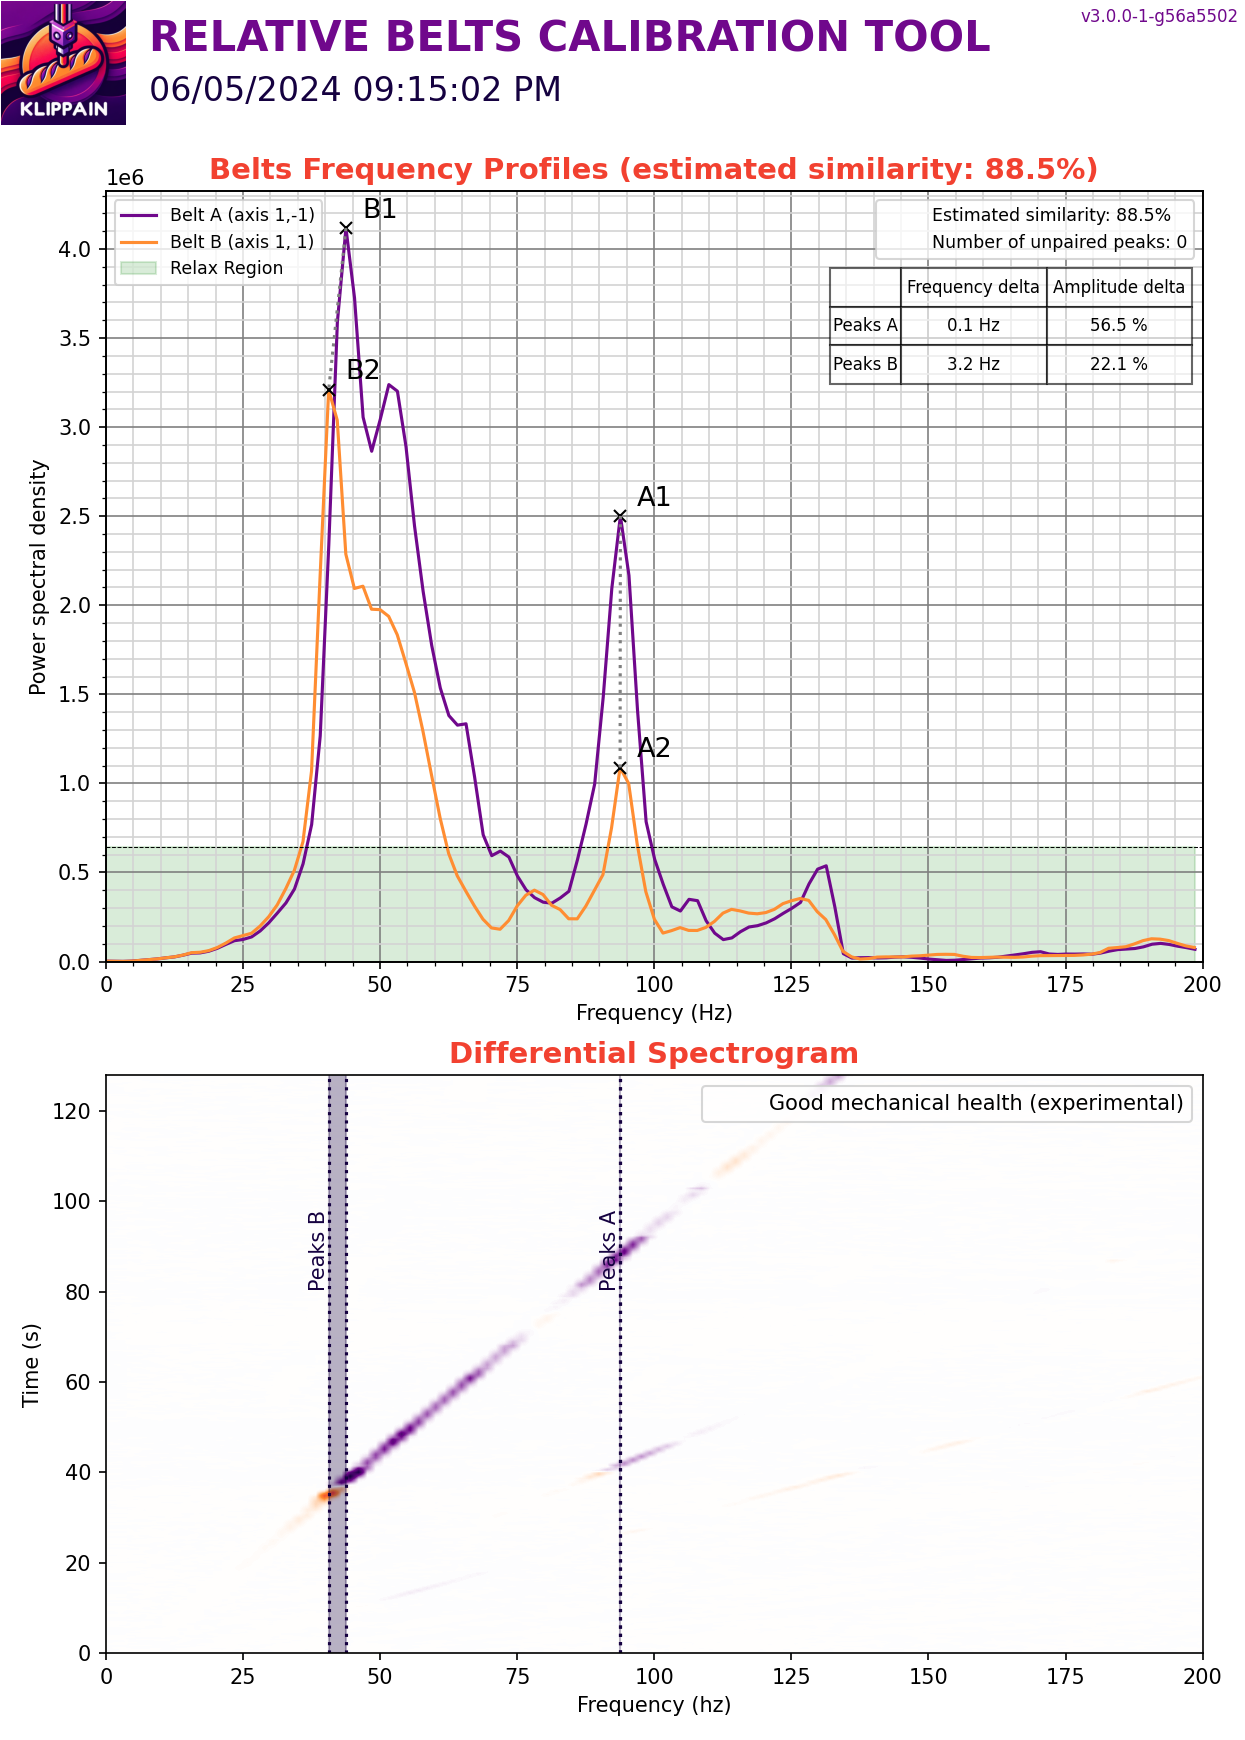 v3.0.0-1-g56a5502
RELATIVE BELTS CALIBRATION TOOL
06/05/2024 09:15:02 PM
KLIPPAIN
Belts Frequency Profiles (estimated similarity: 88.5%)
1e6
Belt A (axis 1,-1)
Belt B (axis 1, 1)
Relax Region
Estimated similarity: 88.5%
Number of unpaired peaks: 0
Frequency delta Amplitude delta
Peaks A 0.1 Hz 56.5 %
Peaks B 3.2 Hz 22.1 %
B1
B2
A1
A2
Power spectral density
4.0
3.5
3.0
2.5
2.0
1.5
1.0
0.5
0.0
0 25 50 75 100 125 150 175 200
Frequency (Hz)
Differential Spectrogram
Good mechanical health (experimental)
Peaks B
Peaks A
Time (s)
120
100
80
60
40
20
0
0 25 50 75 100 125 150 175 200
Frequency (hz)